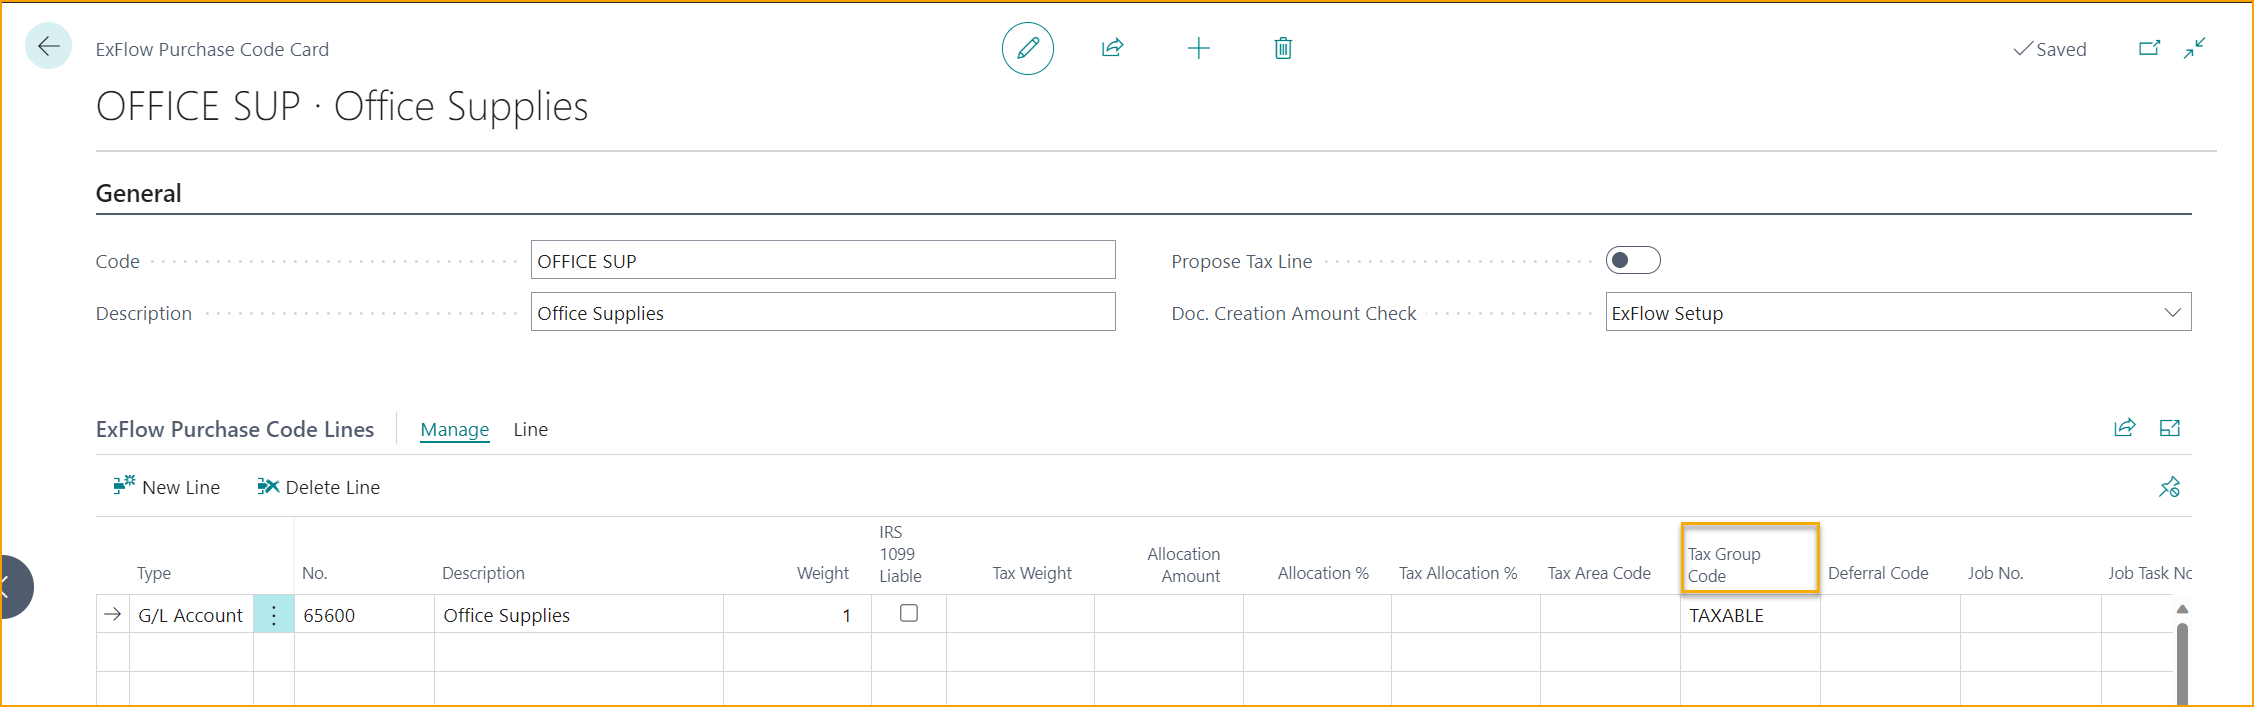 ExFlow Purchase Code Card
Saved
OFFICE SUP · Office Supplies
General
Code
OFFICE SUP
Propose Tax Line
Description
Office Supplies
Doc. Creation Amount Check
ExFlow Setup
ExFlow Purchase Code Lines
Manage
Line
New Line
Delete Line
Type
No.
Description
Weight
IRS
1099
Liable
Tax Weight
Allocation
Amount
Allocation %
Tax Allocation %
Tax Area Code
Tax Group
Code
Deferral Code
Job No.
Job Task No
G/L Account
65600
Office Supplies
1
TAXABLE